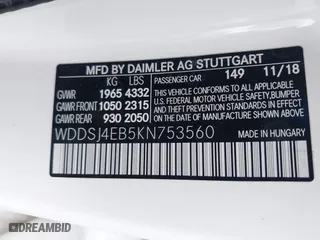 MFD BY DAIMLER AG STUTTGART
KG LBS
GVWR 1965 4332
GAWR FRONT 1050 2315
GAWR REAR 930 2050
PASSENGER CAR 149 11/18
THIS VEHICLE CONFORMS TO ALL APPLICABLE
U.S. FEDERAL MOTOR VEHICLE SAFETY, BUMPER
AND THEFT PREVENTION STANDARDS IN EFFECT
ON THE DATE OF MANUFACTURE SHOWN ABOVE
WDDSJ4EB5KN753560
MADE IN HUNGARY
DREAMBID